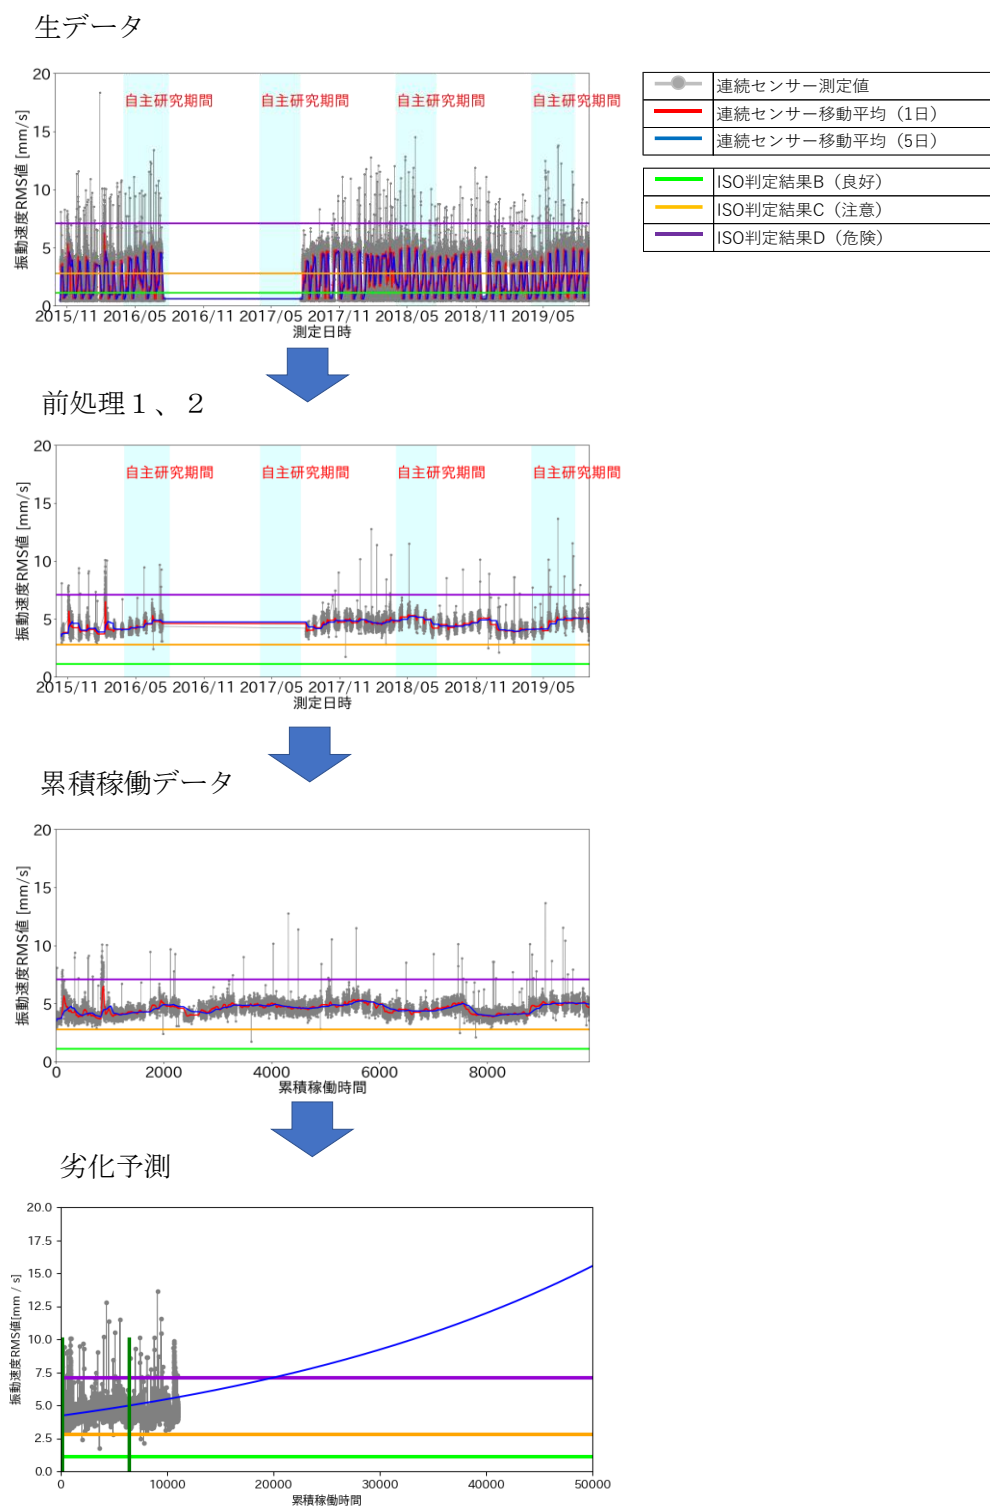 生データ
20
15
10
5
0
振動速度RMS値 [mm/s]
自主研究期間 自主研究期間 自主研究期間 自主研究期間
2015/11 2016/05 2016/11 2017/05 2017/11 2018/05 2018/11 2019/05
測定日時
連続センサー測定値
連続センサー移動平均（1日）
連続センサー移動平均（5日）
ISO判定結果B（良好）
ISO判定結果C（注意）
ISO判定結果D（危険）
前処理１、２
20
15
10
5
0
振動速度RMS値 [mm/s]
自主研究期間 自主研究期間 自主研究期間 自主研究期間
2015/11 2016/05 2016/11 2017/05 2017/11 2018/05 2018/11 2019/05
測定日時
累積稼働データ
20
15
10
5
0
振動速度RMS値 [mm/s]
0 2000 4000 6000 8000
累積稼働時間
劣化予測
20.0
17.5
15.0
12.5
10.0
7.5
5.0
2.5
0.0
振動速度RMS値[mm / s]
0 10000 20000 30000 40000 50000
累積稼働時間